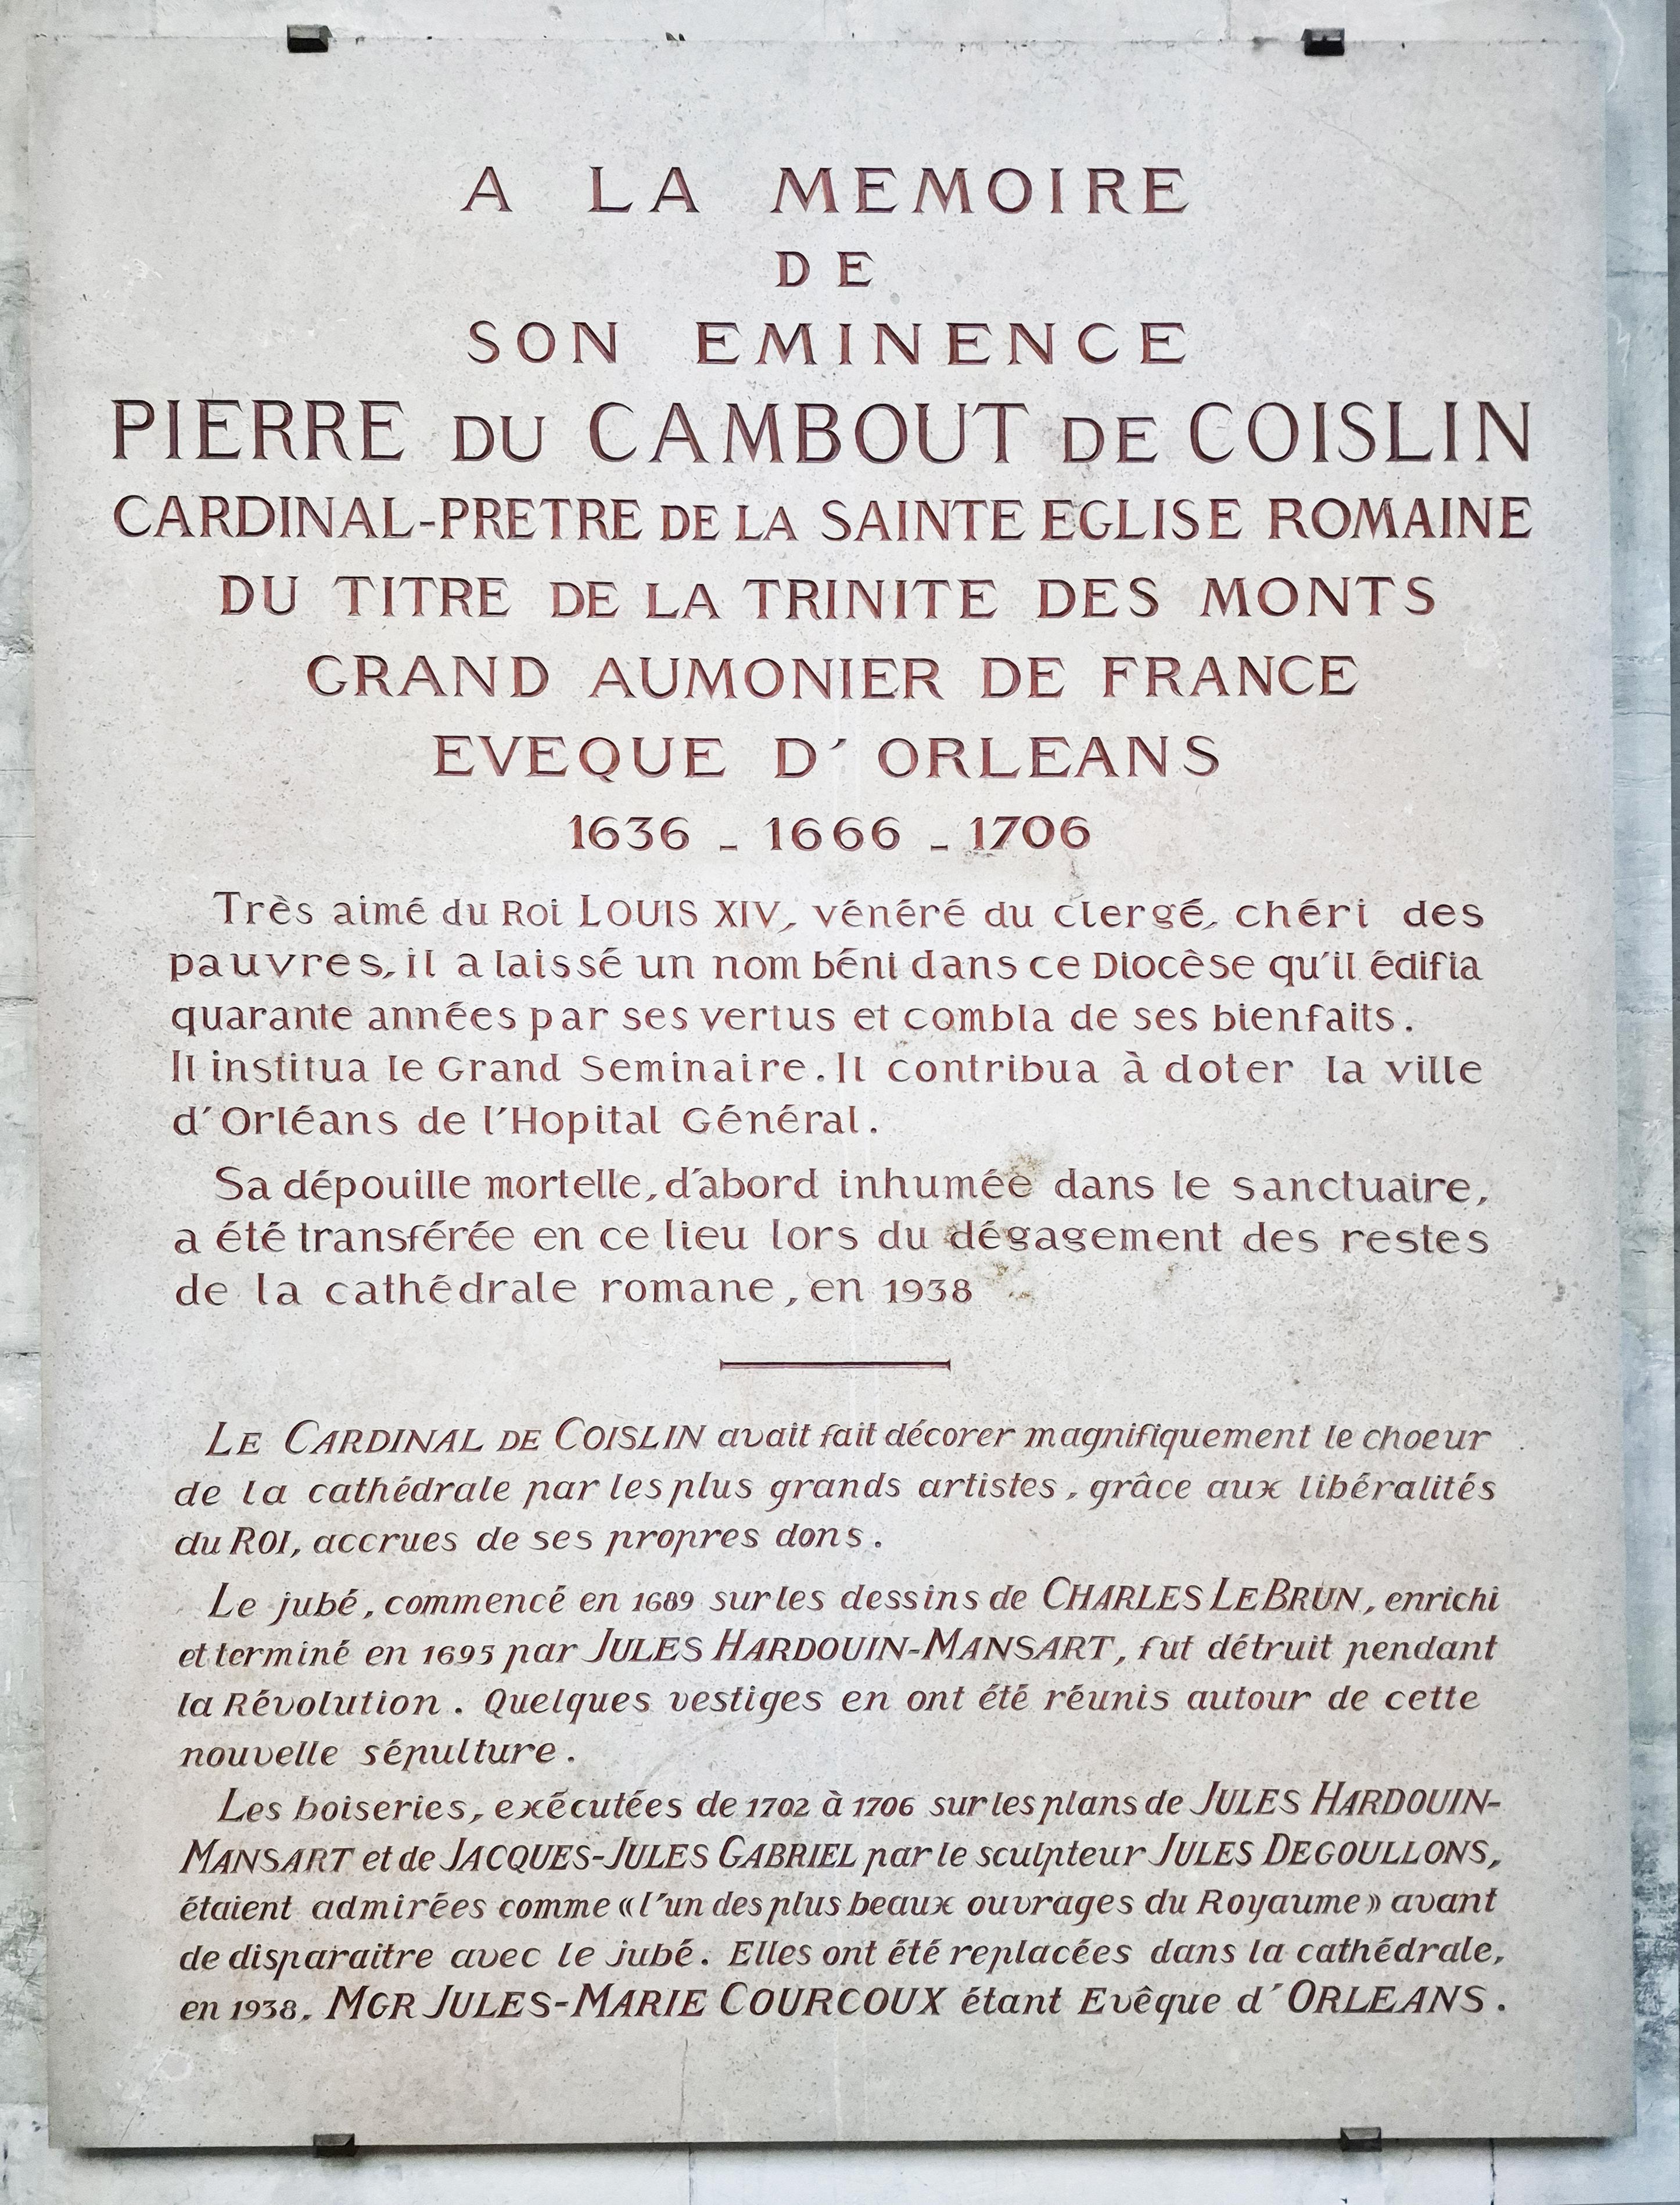 A LA MEMOIRE
DE
SON EMINENCE
PIERRE DU CAMBOUT DE COISLIN
CARDINAL-PRETRE DE LA SAINTE EGLISE ROMAINE
DU TITRE DE LA TRINITE DES MONTS
GRAND AUMONIER DE FRANCE
EVEQUE D'ORLEANS
1636 - 1666 - 1706
Très aimé du Roi LOUIS XIV, vénéré du clergé, chéri des
pauvres, il a laissé un nom béni dans ce Diocèse qu'il édifia
quarante années par ses vertus et combla de ses bienfaits.
Il institua le Grand Seminaire. Il contribua à doter la ville
d'Orléans de l'Hopital Général.
Sa dépouille mortelle, d'abord inhumée dans le sanctuaire,
a été transférée en ce lieu lors du dégagement des restes
de la cathédrale romane, en 1938
LE CARDINAL DE COISLIN avait fait décorer magnifiquement le choeur
de la cathédrale par les plus grands artistes, grâce aux libéralités
du ROI, accrues de ses propres dons.
Le jubé, commencé en 1689 sur les dessins de CHARLES LE BRUN, enrichi
et terminé en 1695 par JULES HARDOUIN-MANSART, fut détruit pendant
la Révolution. Quelques vestiges en ont été réunis autour de cette
nouvelle sépulture.
Les boiseries, exécutées de 1702 à 1706 sur les plans de JULES HARDOUIN-
MANSART et de JACQUES-JULES GABRIEL par le sculpteur JULES DEGOULLONS,
étaient admirées comme «l'un des plus beaux ouvrages du Royaume» avant
de disparaitre avec le jubé. Elles ont été replacées dans la cathédrale,
en 1938, MGR JULES-MARIE COURCOUX étant Evêque d'ORLEANS.